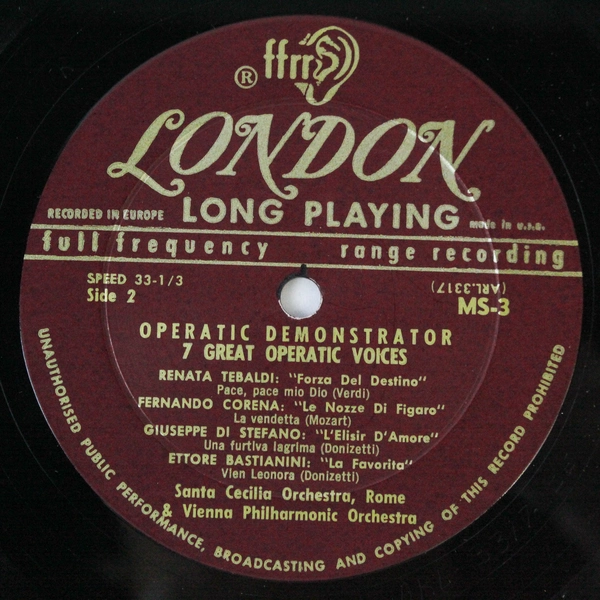 ffrr
®
LONDON
RECORDED IN EUROPE LONG PLAYING made in u.s.a.
full frequency range recording
SPEED 33-1/3 (ARL.3317)
Side 2 MS-3
OPERATIC DEMONSTRATOR
7 GREAT OPERATIC VOICES
RENATA TEBALDI: "Forza Del Destino"
Pace, pace mio Dio (Verdi)
FERNANDO CORENA: "Le Nozze Di Figaro"
La vendetta (Mozart)
GIUSEPPE DI STEFANO: "L'Elisir D'Amore"
Una furtiva lagrima (Donizetti)
ETTORE BASTIANINI: "La Favorita"
Vien Leonora (Donizetti)
Santa Cecilia Orchestra, Rome
& Vienna Philharmonic Orchestra
UNAUTHORISED PUBLIC PERFORMANCE, BROADCASTING AND COPYING OF THIS RECORD PROHIBITED